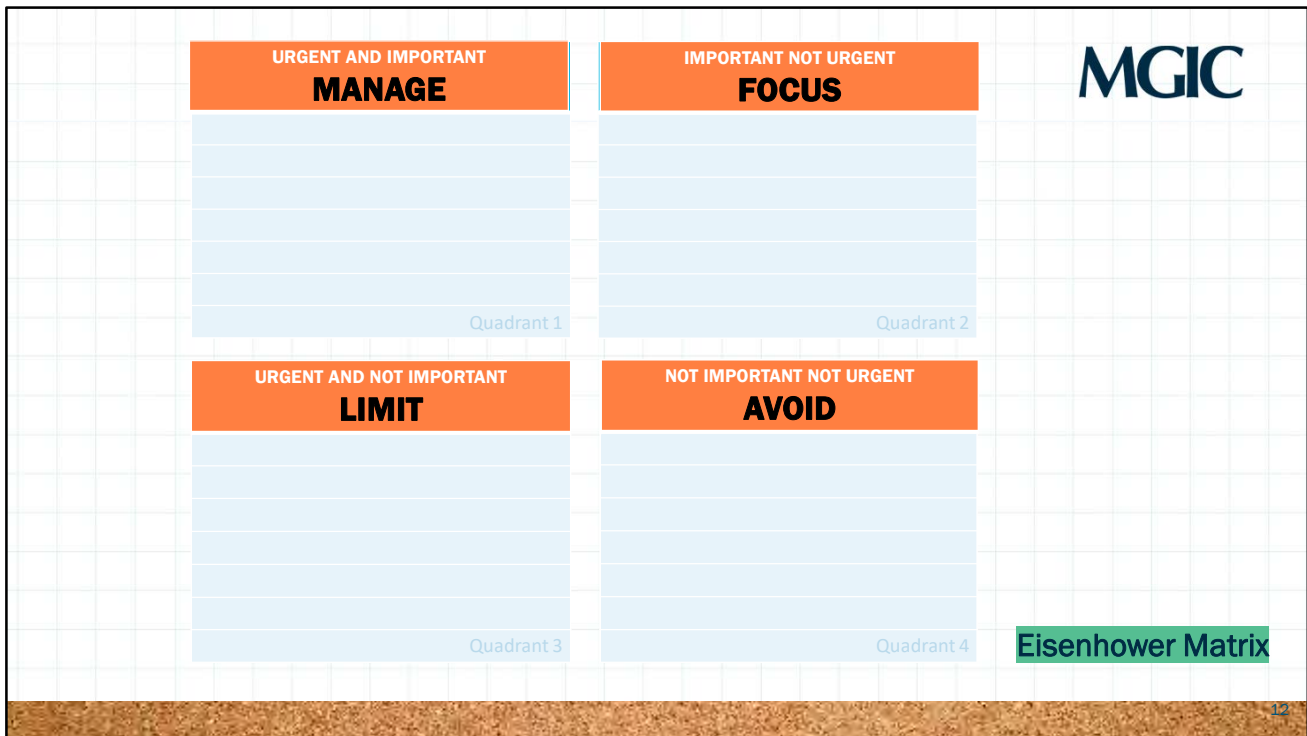 URGENT AND IMPORTANT
MANAGE
Quadrant 1
IMPORTANT NOT URGENT
FOCUS
Quadrant 2
MGIC
URGENT AND NOT IMPORTANT
LIMIT
Quadrant 3
NOT IMPORTANT NOT URGENT
AVOID
Quadrant 4
Eisenhower Matrix
12